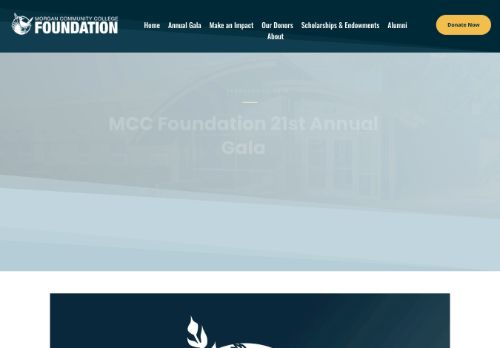 MORGAN COMMUNITY COLLEGE
FOUNDATION
Home Annual Gala Make an Impact Our Donors Scholarships & Endowments Alumni
About
Donate Now
MCC Foundation 21st Annual
Gala